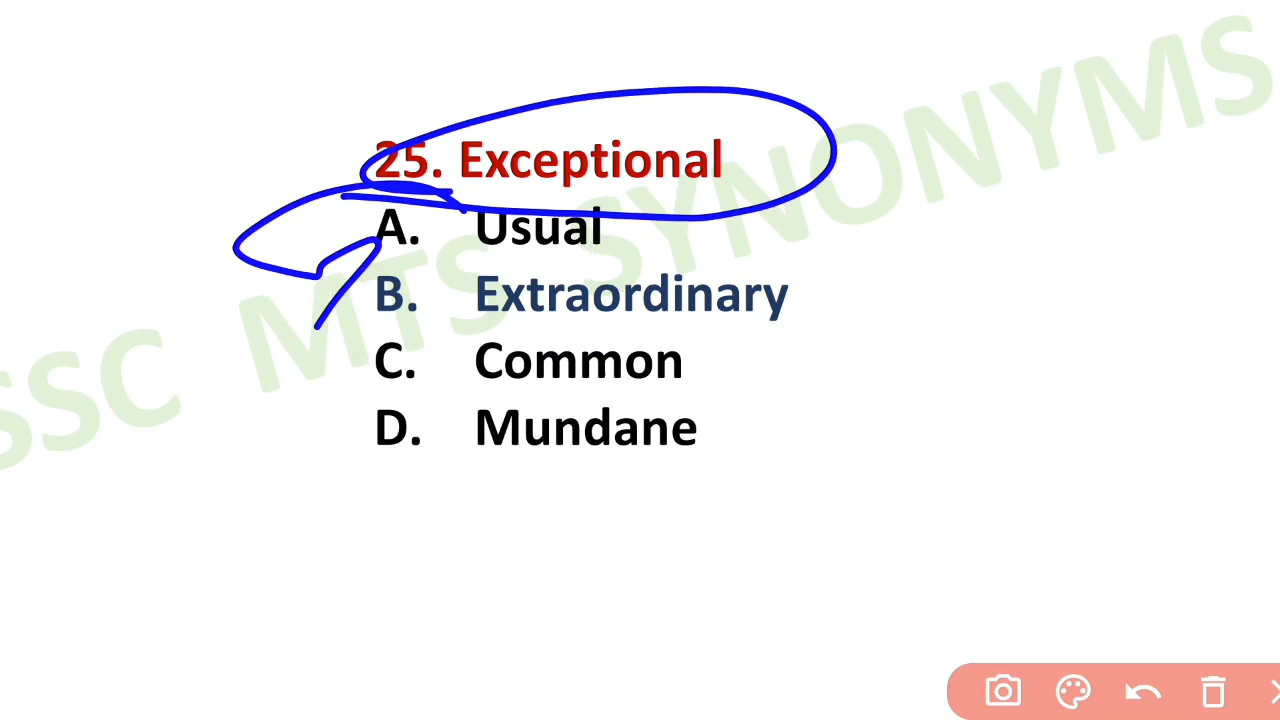 SSC MTS SYNONYMS
25. Exceptional
A. Usual
B. Extraordinary
C. Common
D. Mundane